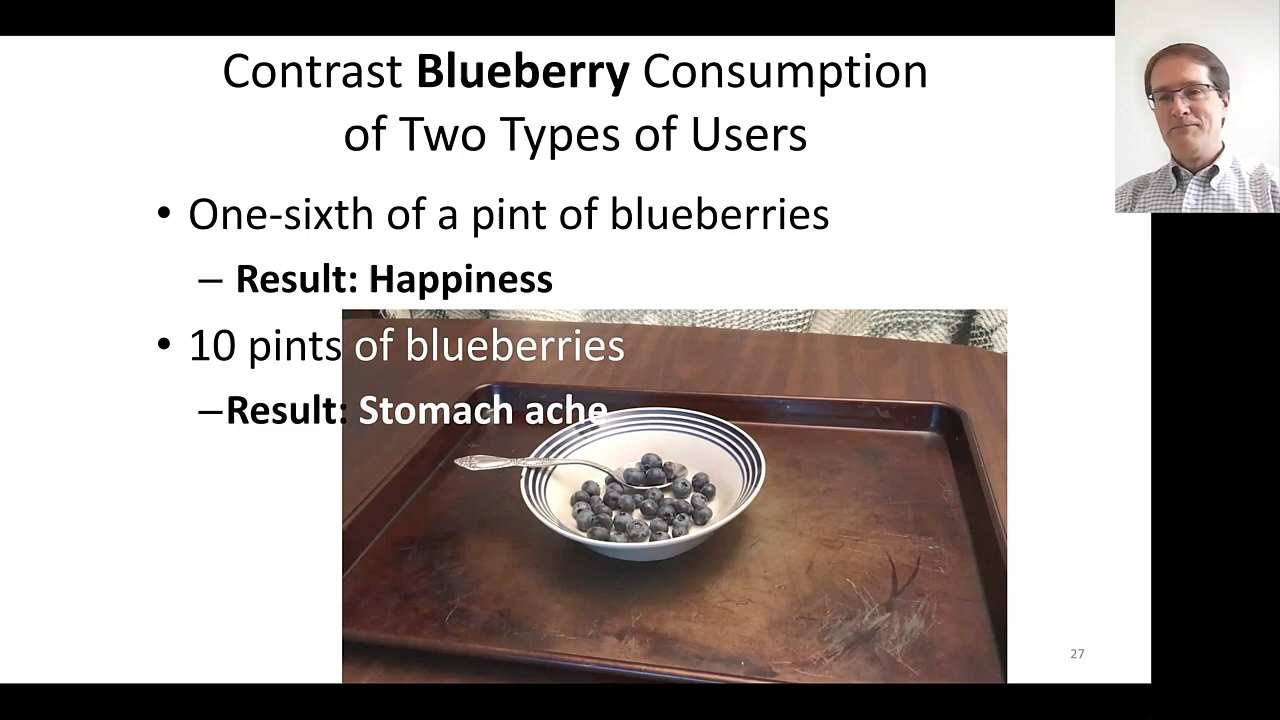 Contrast Blueberry Consumption
of Two Types of Users
• One-sixth of a pint of blueberries
– Result: Happiness
• 10 pints of blueberries
–Result: Stomach ache
27